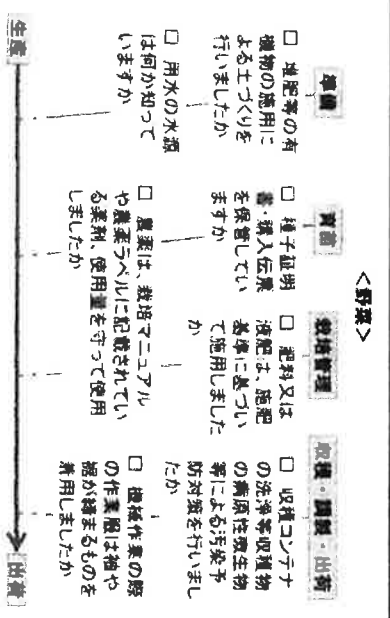 <野菜>
準備
資材
栽培管理
収穫・調製・出荷
□ 堆肥等の有
機物の施用に
よる土づくりを
行いましたか
□ 用水の水源
は何か知って
いますか
□ 種子証明
書・購入伝票
を保管してい
ますか
□ 農薬は、栽培マニュアル
や農薬ラベルに記載されてい
る薬剤、使用量を守って使用
しましたか
□ 肥料又は
液肥は、施肥
基準に基づい
て施用しました
か
□ 収穫コンテナ
の洗浄等収穫物
の病原性微生物
等による汚染予
防対策を行いまし
たか
□ 機械作業の際
の作業服は袖や
裾が締まるものを
着用しましたか
生産
出荷